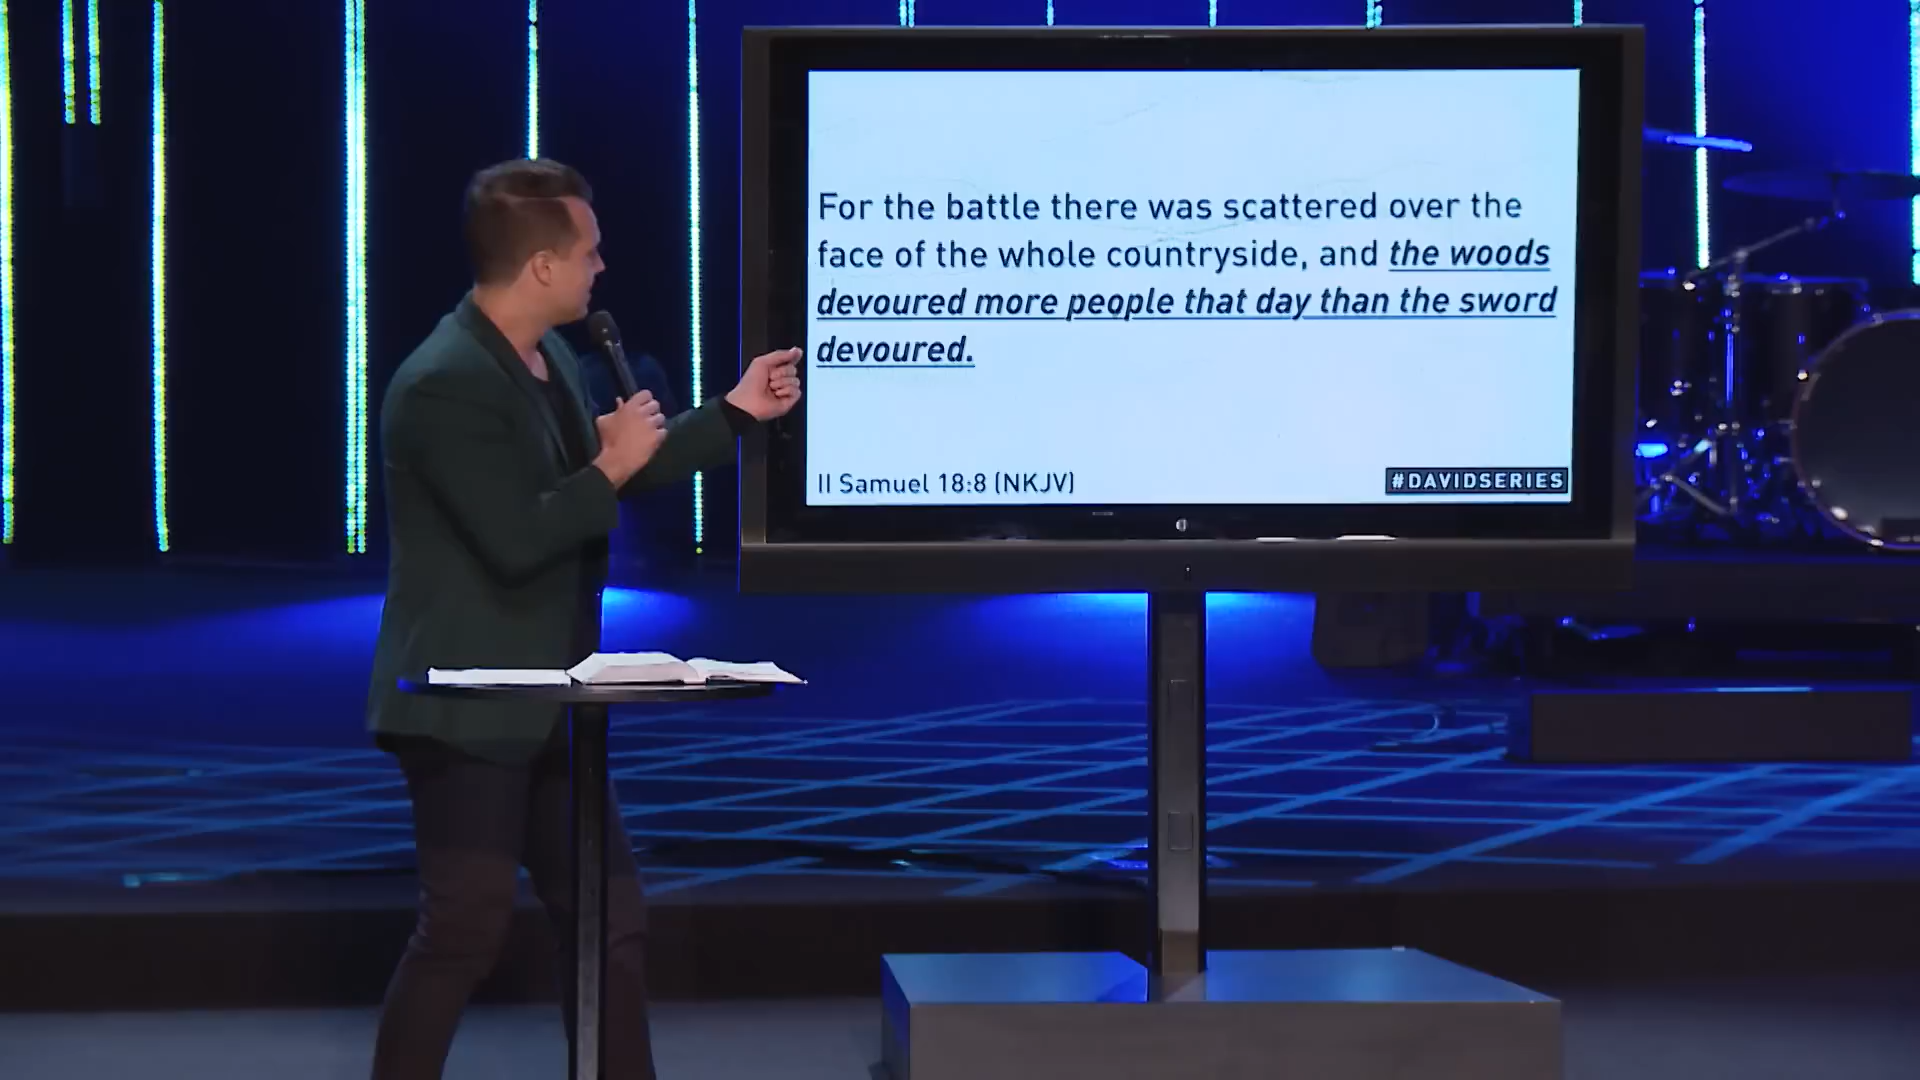 For the battle there was scattered over the
face of the whole countryside, and the woods
devoured more people that day than the sword
devoured.
II Samuel 18:8 (NKJV)
#DAVIDSERIES